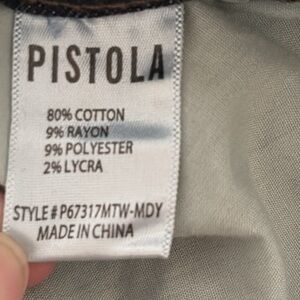 PISTOLA
80% COTTON
9% RAYON
9% POLYESTER
2% LYCRA
STYLE # P67317MTW-MDY
MADE IN CHINA